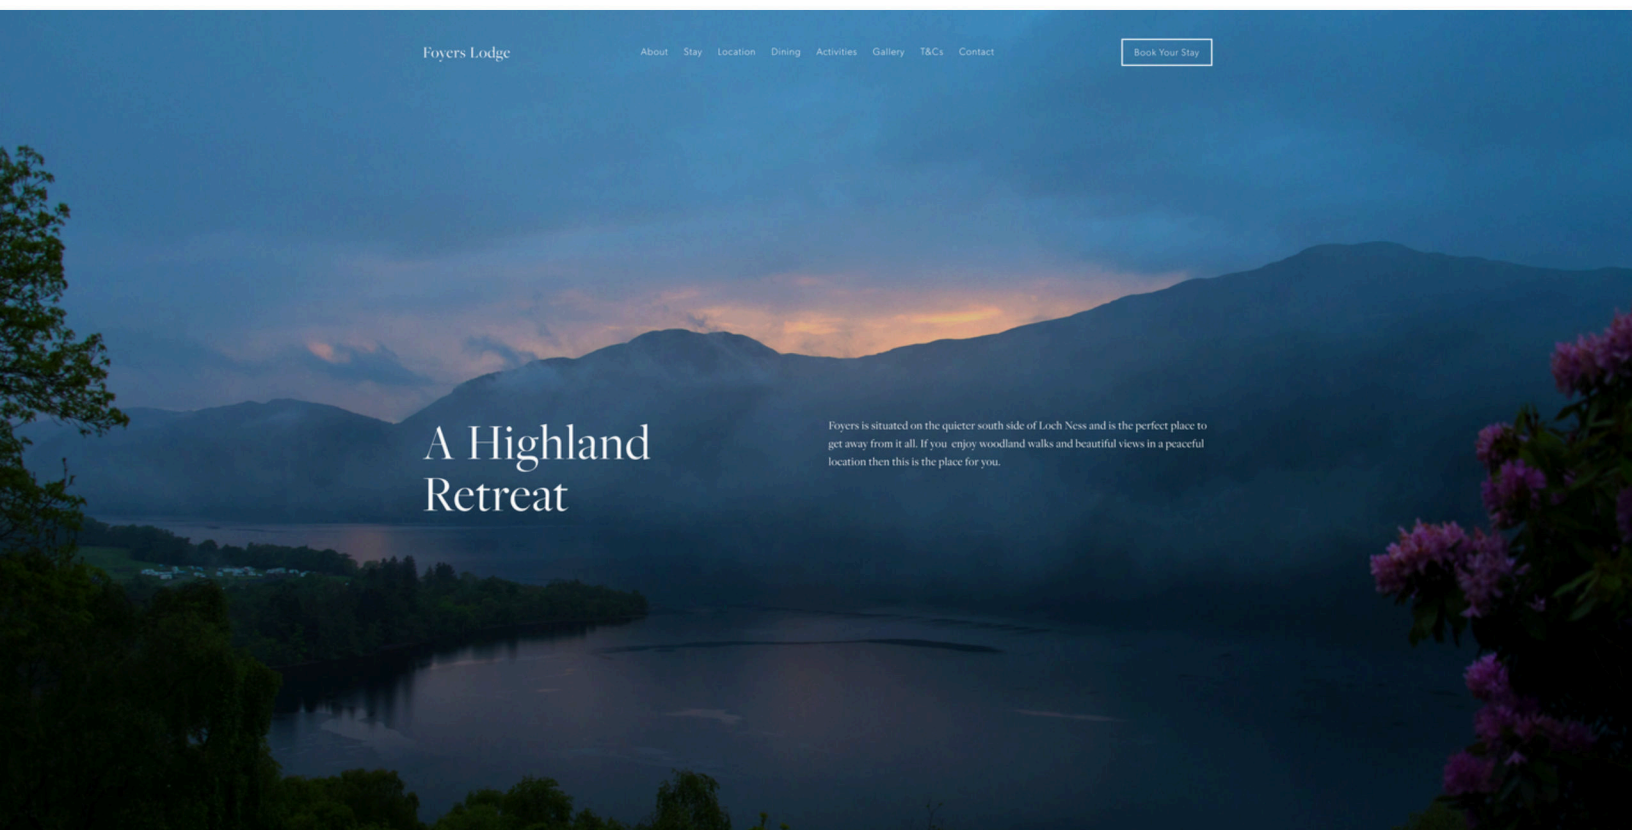 Foyers Lodge
About Stay Location Dining Activities Gallery T&Cs Contact
Book Your Stay
A Highland
Retreat
Foyers is situated on the quieter south side of Loch Ness and is the perfect place to
get away from it all. If you  enjoy woodland walks and beautiful views in a peaceful
location then this is the place for you.